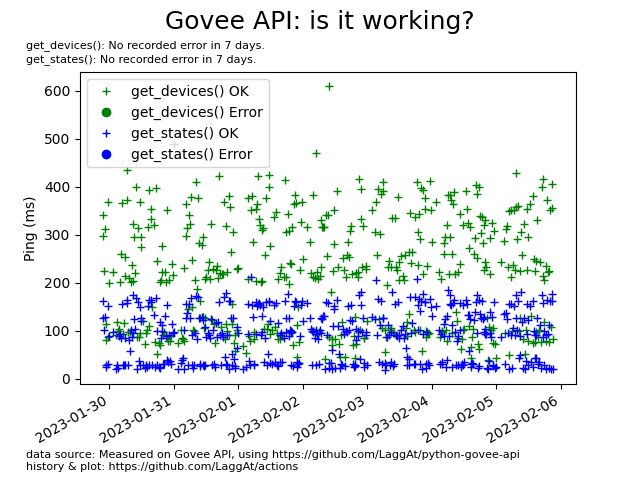 Govee API: is it working?
get_devices(): No recorded error in 7 days.
get_states(): No recorded error in 7 days.
get_devices() OK
get_devices() Error
get_states() OK
get_states() Error
Ping (ms)
600
500
400
300
200
100
0
2023-01-30
2023-01-31
2023-02-01
2023-02-02
2023-02-03
2023-02-04
2023-02-05
2023-02-06
data source: Measured on Govee API, using https://github.com/LaggAt/python-govee-api
history & plot: https://github.com/LaggAt/actions